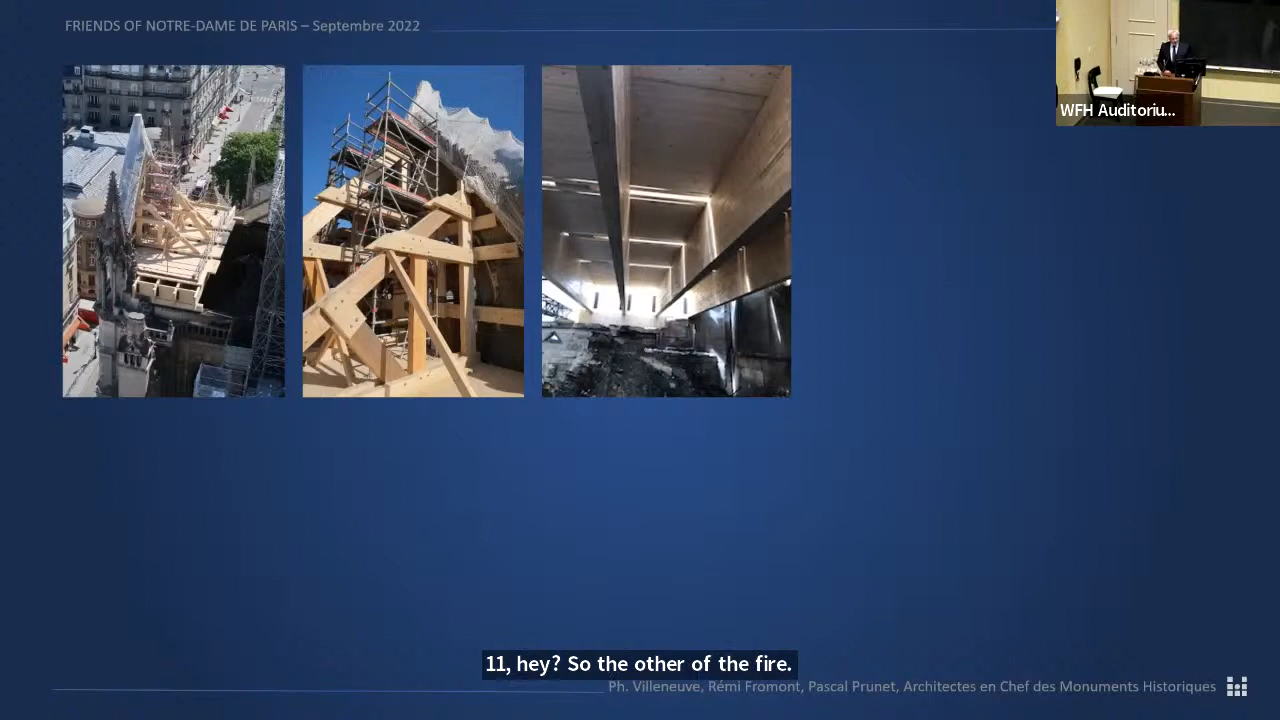 FRIENDS OF NOTRE-DAME DE PARIS – Septembre 2022
WFH Auditoriu...
11, hey? So the other of the fire.
Ph. Villeneuve, Rémi Fromont, Pascal Prunet, Architectes en Chef des Monuments Historiques